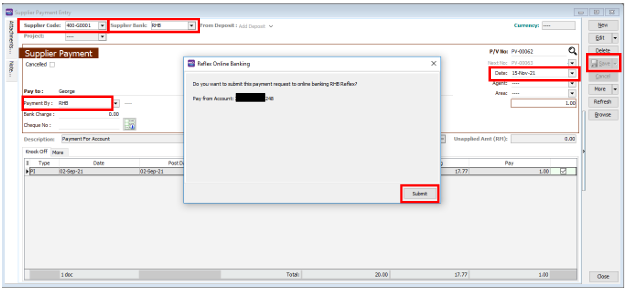 Supplier Payment Entry
Supplier Code: 400-G0001 Supplier Bank: RHB From Deposit: Add Deposit Currency: ----
Project: ----
Attachments...
Note...
Supplier Payment
Cancelled
P/V No: PV-00062
Next No: PV-00063
Date: 15-Nov-21
Agent: ----
Area: ----
1.00
Pay to : George
Payment By : RHB ----
Bank Charge : 0.00
Cheque No :
Description: Payment For Account
Unapplied Amt (RM): 0.00
Knock Off More
Type Date Post Da Pay
PI 02-Sep-21 02-Sep-21 17.77 1.00
1 doc Total: 20.00 17.77 1.00
Reflex Online Banking
Do you want to submit this payment request to online banking RHB Reflex?
Pay from Account: 248
Submit
New
Edit
Delete
Save
Cancel
More
Refresh
Browse
Close